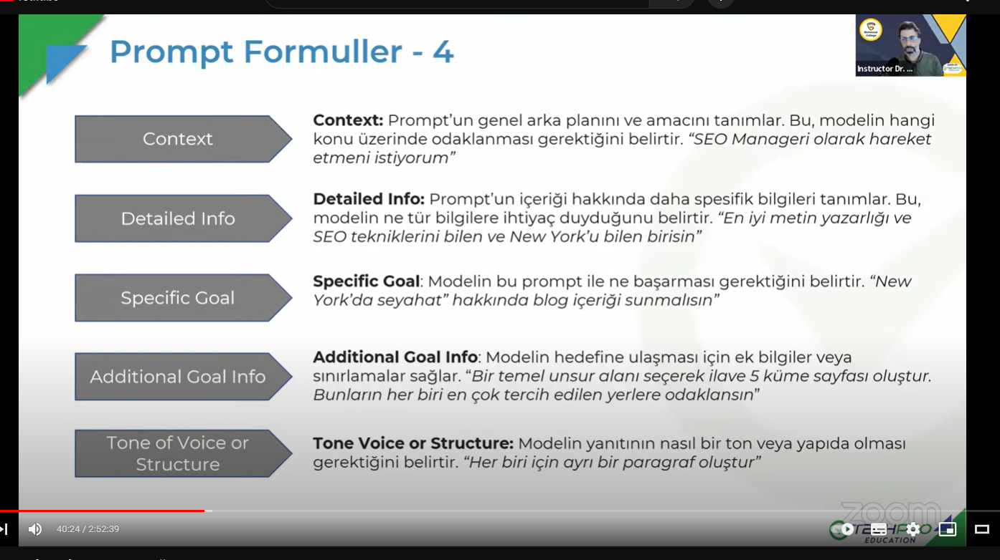 Prompt Formuller - 4
Instructor Dr. ...
Context
Context: Prompt'un genel arka planını ve amacını tanımlar. Bu, modelin hangi
konu üzerinde odaklanması gerektiğini belirtir. “SEO Manageri olarak hareket
etmeni istiyorum”
Detailed Info
Detailed Info: Prompt'un içeriği hakkında daha spesifik bilgileri tanımlar. Bu,
modelin ne tür bilgilere ihtiyaç duyduğunu belirtir. “En iyi metin yazarlığı ve
SEO tekniklerini bilen ve New York'u bilen birisin”
Specific Goal
Specific Goal: Modelin bu prompt ile ne başarması gerektiğini belirtir. “New
York'da seyahat” hakkında blog içeriği sunmalısın”
Additional Goal Info
Additional Goal Info: Modelin hedefine ulaşması için ek bilgiler veya
sınırlamalar sağlar. “Bir temel unsur alanı seçerek ilave 5 küme sayfası oluştur.
Bunların her biri en çok tercih edilen yerlere odaklansın”
Tone of Voice or
Structure
Tone Voice or Structure: Modelin yanıtının nasıl bir ton veya yapıda olması
gerektiğini belirtir. “Her biri için ayrı bir paragraf oluştur”
zoom
40:24 / 2:52:39
EDUCATION